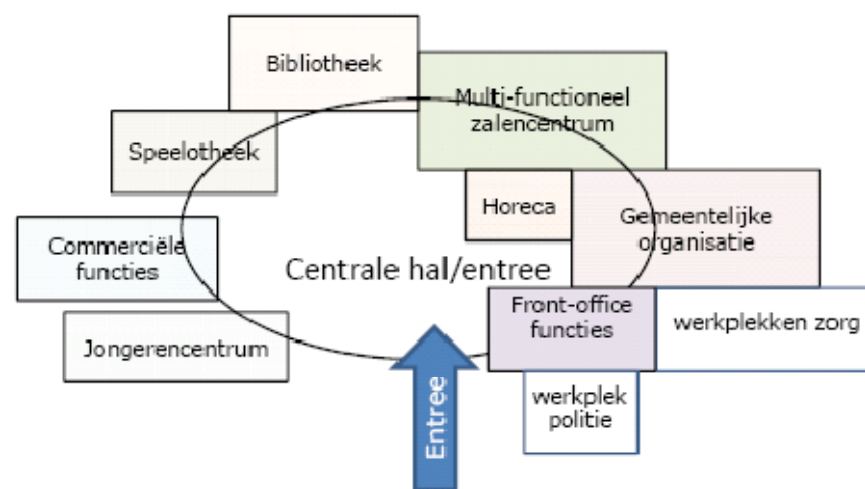 Bibliotheek
Multi-functioneel
zalencentrum
Speelotheek
Horeca
Gemeentelijke
organisatie
Commerciële
functies
Centrale hal/entree
Front-office
functies
werkplekken zorg
Jongerencentrum
werkplek
politie
Entree